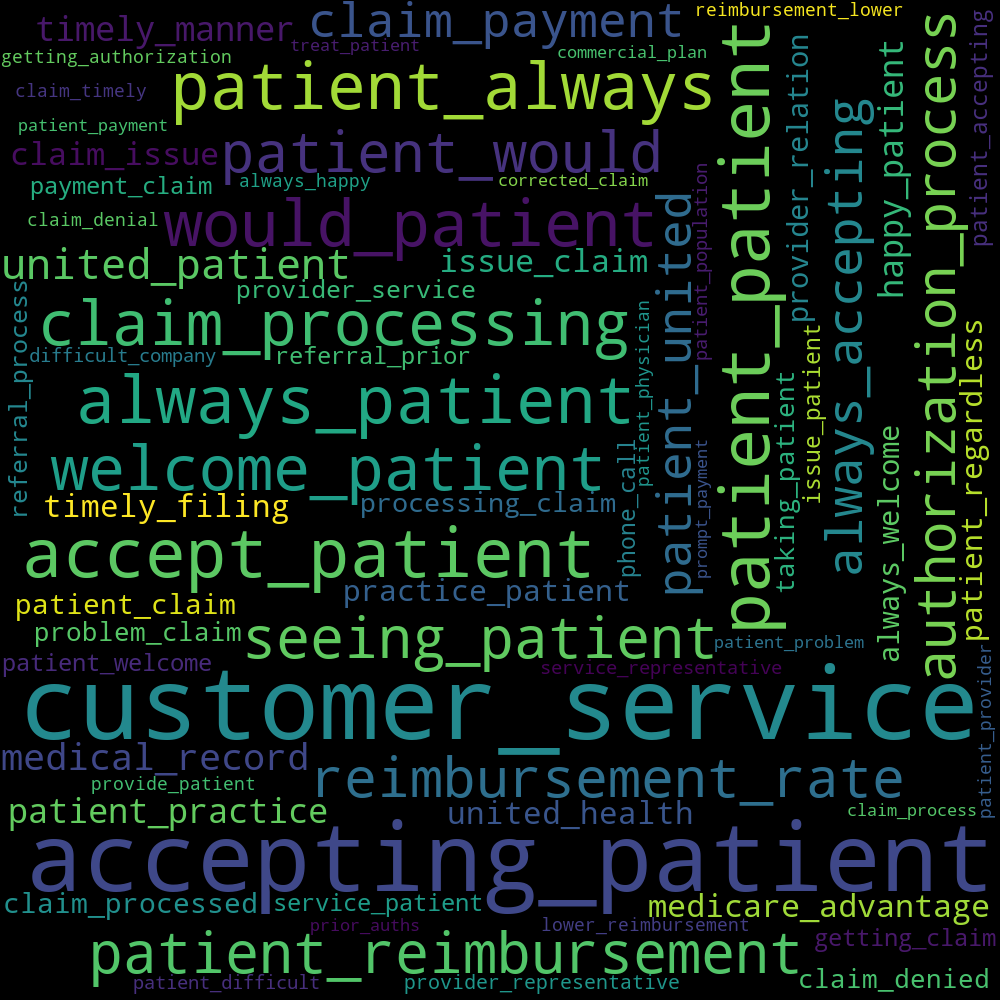 reimbursement_lower
claim_payment
timely_manner
treat_patient
commercial_plan
getting_authorization
patient_always
claim_timely
patient_payment
patient_would
claim_issue
always_happy
corrected_claim
payment_claim
would_patient
claim_denial
united_patient
issue_claim
provider_service
claim_processing
difficult_company
referral_prior
always_patient
welcome_patient
timely_filing
processing_claim
accept_patient
practice_patient
patient_claim
problem_claim
seeing_patient
patient_problem
patient_welcome
service_representative
customer_service
medical_record
reimbursement_rate
provide_patient
patient_practice
united_health
claim_process
accepting_patient
claim_processed
service_patient
medicare_advantage
prior_auths
lower_reimbursement
getting_claim
patient_reimbursement
patient_difficult
provider_representative
claim_denied
referral_process
phone_call
patient_physician
patient_united
patient_population
prompt_payment
patient_patient
taking_patient
provider_relation
issue_patient
always_accepting
happy_patient
always_welcome
authorization_process
patient_regardless
patient_accepting
patient_provider